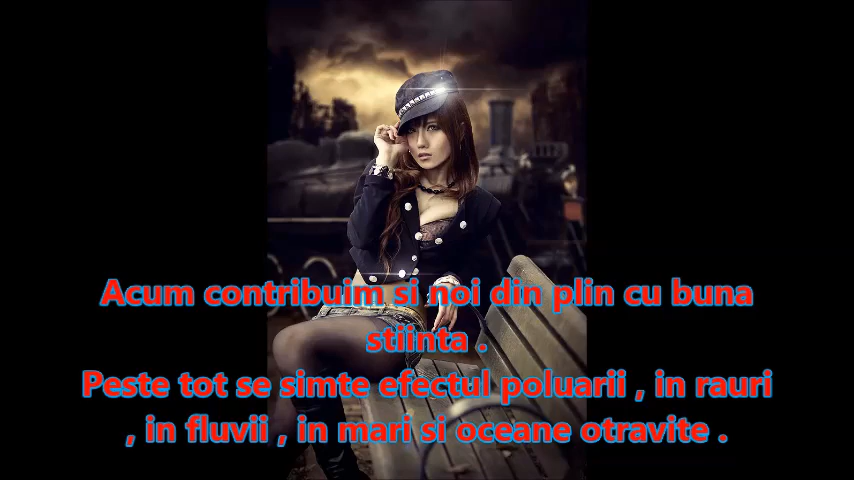 Acum contribuim si noi din plin cu buna
stiinta .
Peste tot se simte efectul poluarii , in rauri
, in fluvii , in mari si oceane otravite .